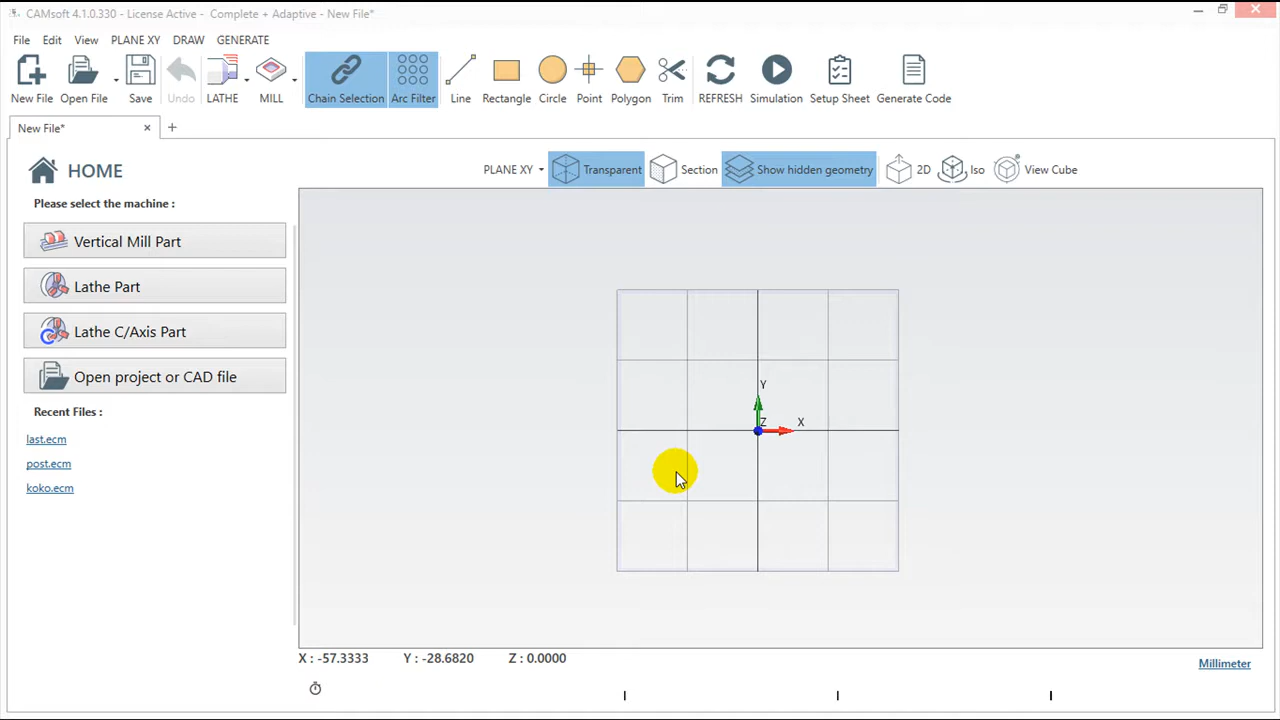 CAMsoft 4.1.0.330 - License Active - Complete + Adaptive - New File*
File Edit View PLANE XY DRAW GENERATE
New File Open File Save Undo LATHE MILL Chain Selection Arc Filter Line Rectangle Circle Point Polygon Trim REFRESH Simulation Setup Sheet Generate Code
New File*
HOME
PLANE XY Transparent Section Show hidden geometry 2D Iso View Cube
Please select the machine :
Vertical Mill Part
Lathe Part
Lathe C/Axis Part
Open project or CAD file
Recent Files :
last.ecm
post.ecm
koko.ecm
Y
Z X
X : -57.3333 Y : -28.6820 Z : 0.0000
Millimeter